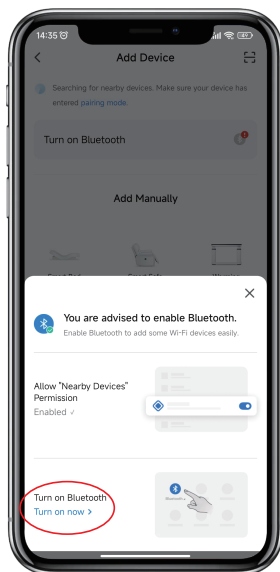 14:35
Add Device
Searching for nearby devices. Make sure your device has
entered pairing mode.
Turn on Bluetooth
Add Manually
You are advised to enable Bluetooth.
Enable Bluetooth to add some Wi-Fi devices easily.
Allow "Nearby Devices"
Permission
Enabled ✓
Turn on Bluetooth
Turn on now >